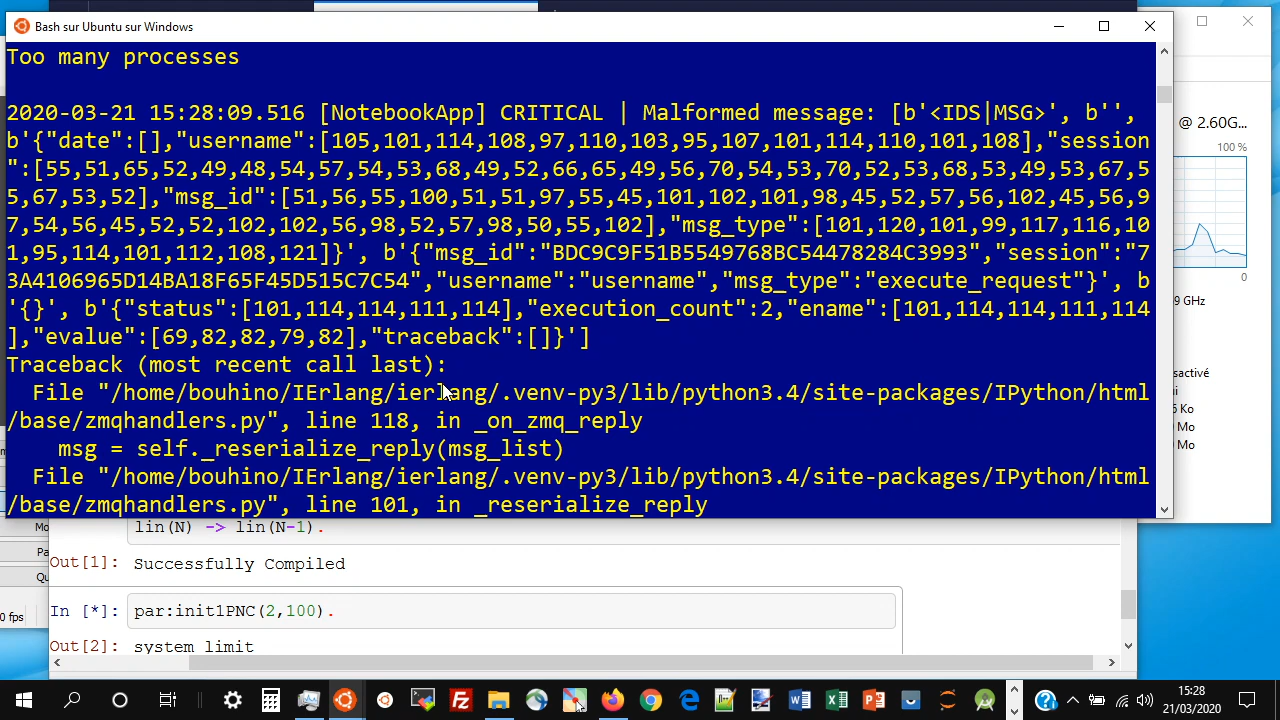 Bash sur Ubuntu sur Windows
Too many processes
2020-03-21 15:28:09.516 [NotebookApp] CRITICAL | Malformed message: [b'<IDS|MSG>', b'',
b'{"date":[],"username":[105,101,114,108,97,110,103,95,107,101,114,110,101,108],"session
":[55,51,65,52,49,48,54,57,54,53,68,49,52,66,65,49,56,70,54,53,70,52,53,68,53,49,53,67,5
5,67,53,52],"msg_id":[51,56,55,100,51,51,97,55,45,101,102,101,98,45,52,57,56,102,45,56,9
7,54,56,45,52,52,102,102,56,98,52,57,98,50,55,102],"msg_type":[101,120,101,99,117,116,10
1,95,114,101,112,108,121]}', b'{"msg_id":"BDC9C9F51B5549768BC54478284C3993","session":"7
3A4106965D14BA18F65F45D515C7C54","username":"username","msg_type":"execute_request"}', b
'{}', b'{"status":[101,114,114,111,114],"execution_count":2,"ename":[101,114,114,111,114
],"evalue":[69,82,82,79,82],"traceback":[]}']
Traceback (most recent call last):
File "/home/bouhino/IErlang/ierlang/.venv-py3/lib/python3.4/site-packages/IPython/html
/base/zmqhandlers.py", line 118, in _on_zmq_reply
msg = self._reserialize_reply(msg_list)
File "/home/bouhino/IErlang/ierlang/.venv-py3/lib/python3.4/site-packages/IPython/html
/base/zmqhandlers.py", line 101, in _reserialize_reply
@ 2.60G...
100 %
0
9 GHz
sactivé
Ko
Mo
Mo
Mo
Pa
Qu
0 fps
lin(N) -> lin(N-1).
Out[1]: Successfully Compiled
In [*]: par:init1PNC(2,100).
Out[2]: system limit
15:28
21/03/2020